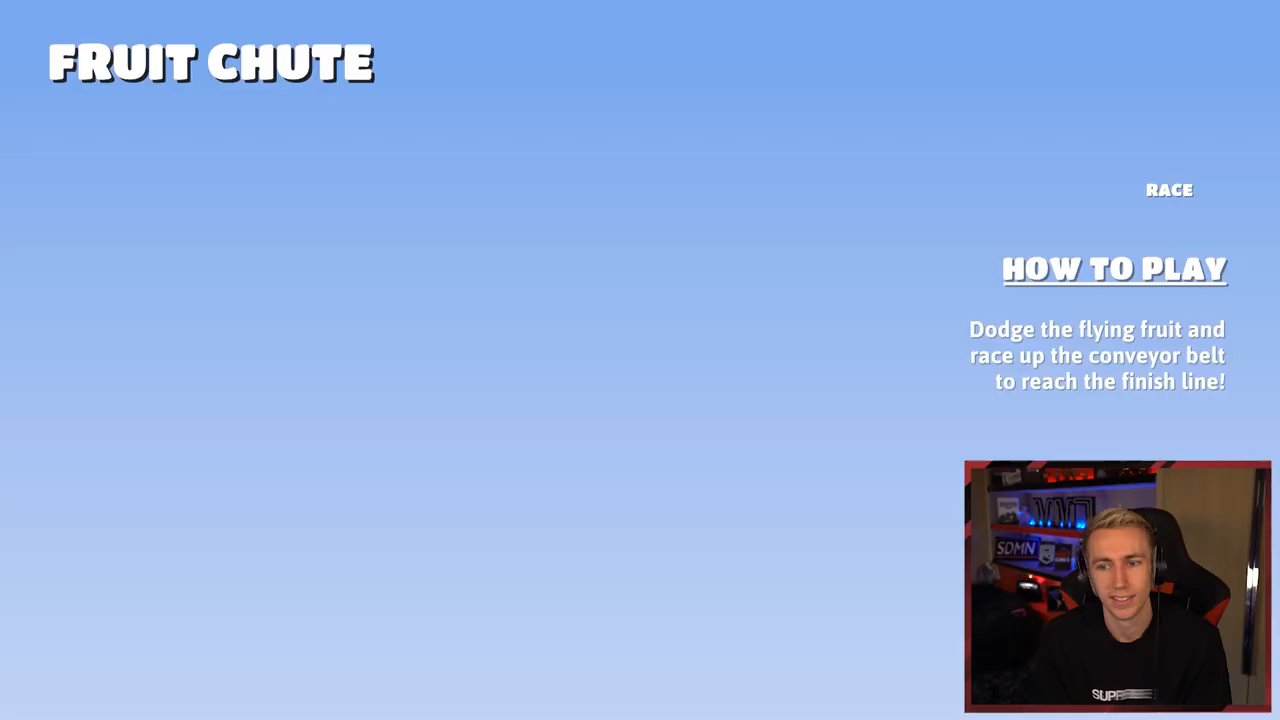 FRUIT CHUTE
RACE
HOW TO PLAY
Dodge the flying fruit and
race up the conveyor belt
to reach the finish line!
SDMN